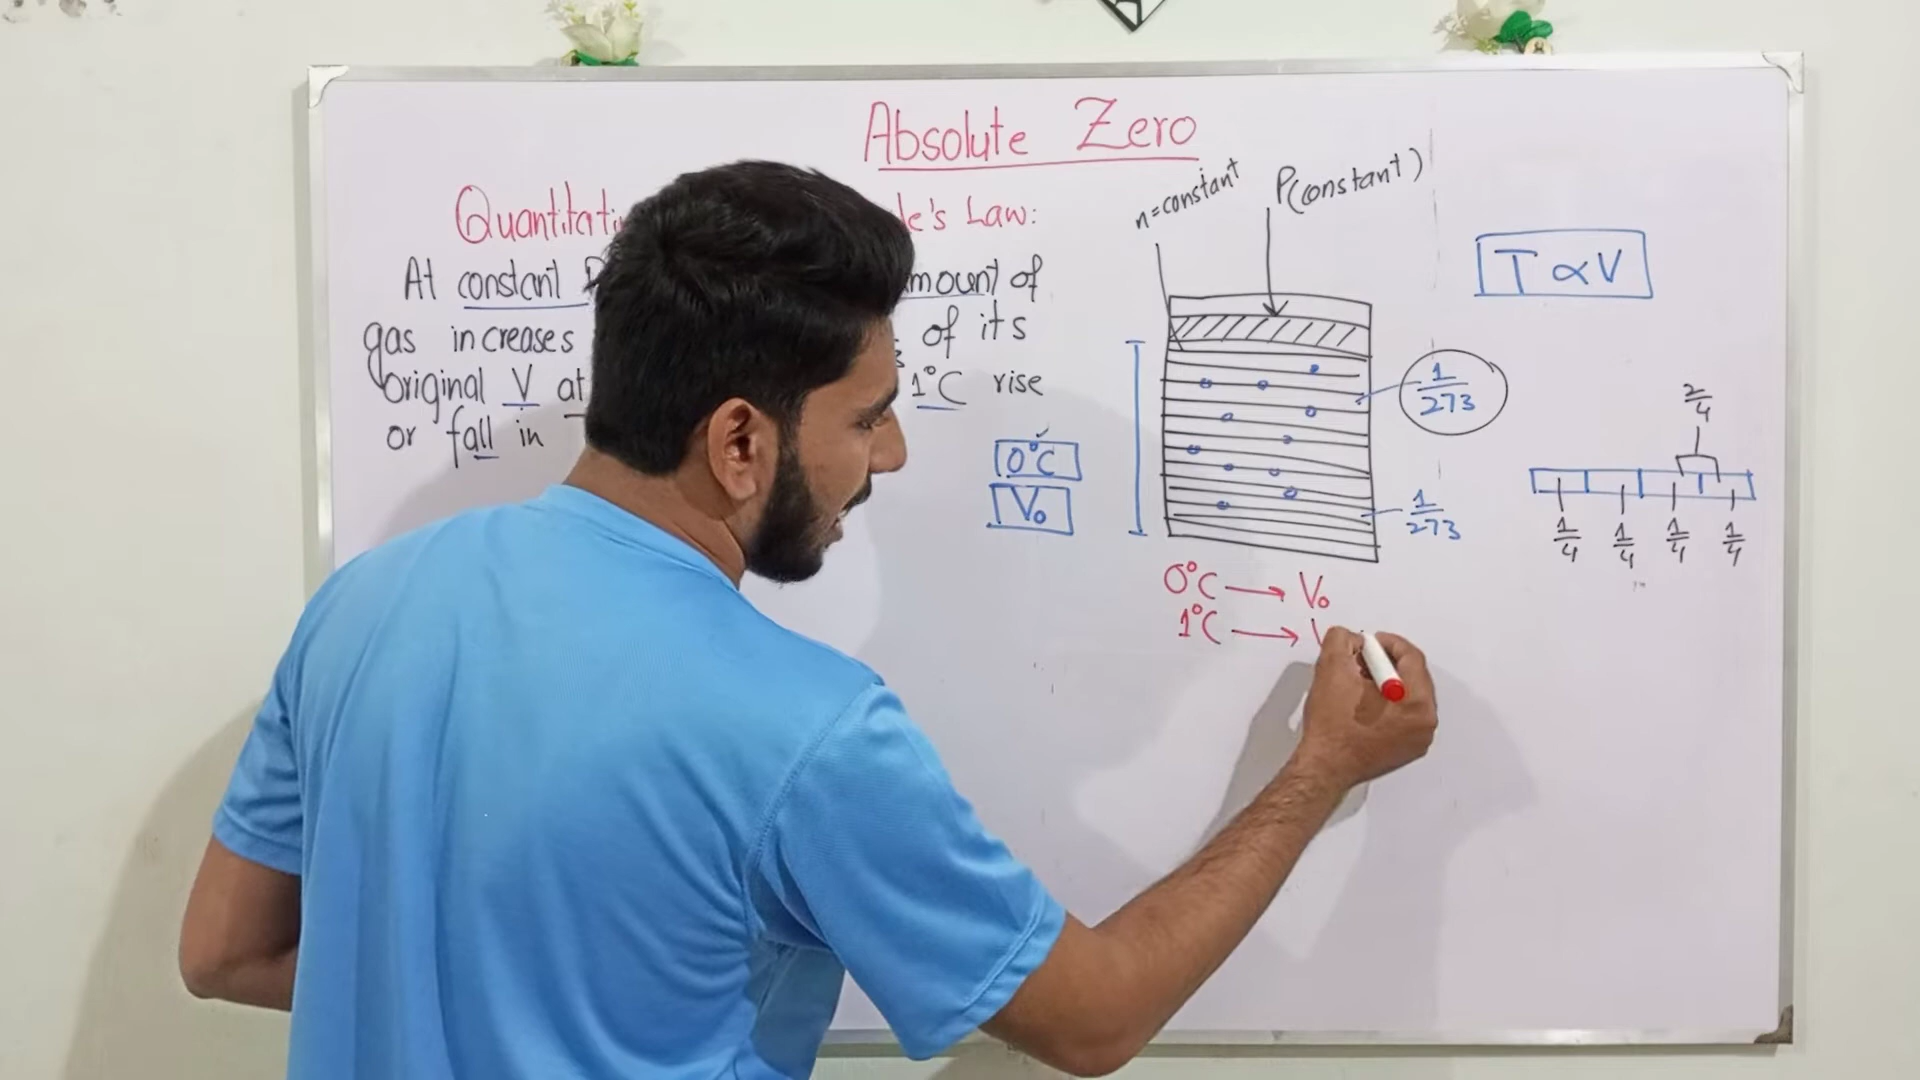 Absolute Zero
Quantitati le's Law:
At constant mount of
gas increases of its
original V at 1°C rise
or fall in
n=constant
P(constant)
T ∝ V
1/273
0°C
V₀
1/273
2/4
1/4 1/4 1/4 1/4
0°C → V₀
1°C →